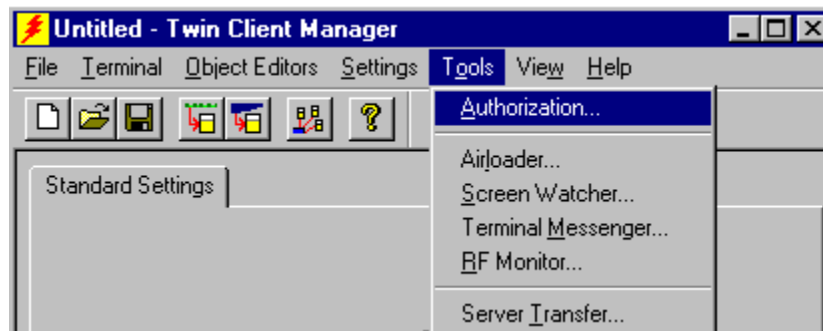 Untitled - Twin Client Manager
File Terminal Object Editors Settings Tools View Help
Authorization...
Airloader...
Screen Watcher...
Terminal Messenger...
RF Monitor...
Server Transfer...
Standard Settings